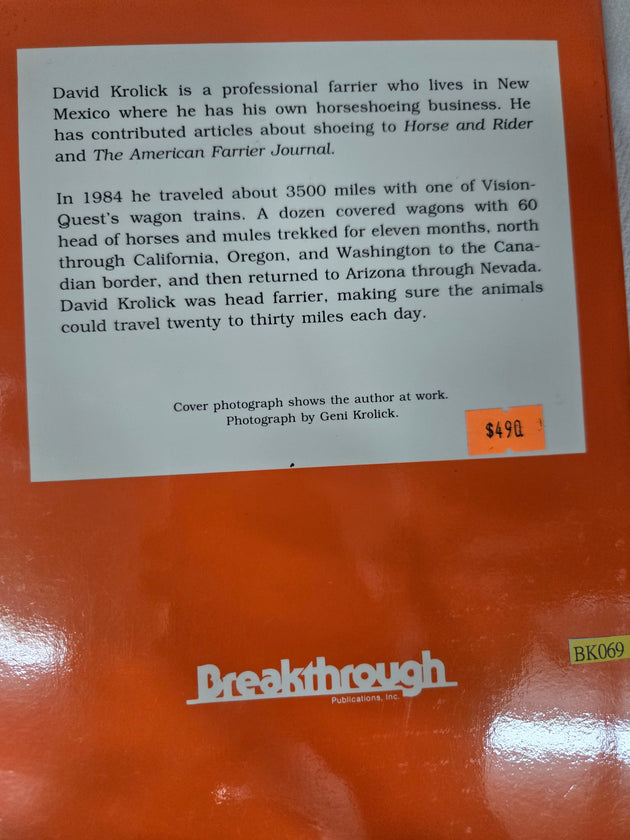 David Krolick is a professional farrier who lives in New
Mexico where he has his own horseshoeing business. He
has contributed articles about shoeing to Horse and Rider
and The American Farrier Journal.
In 1984 he traveled about 3500 miles with one of Vision-
Quest's wagon trains. A dozen covered wagons with 60
head of horses and mules trekked for eleven months, north
through California, Oregon, and Washington to the Cana-
dian border, and then returned to Arizona through Nevada.
David Krolick was head farrier, making sure the animals
could travel twenty to thirty miles each day.
Cover photograph shows the author at work.
Photograph by Geni Krolick.
$490
BK069
Breakthrough
Publications, Inc.